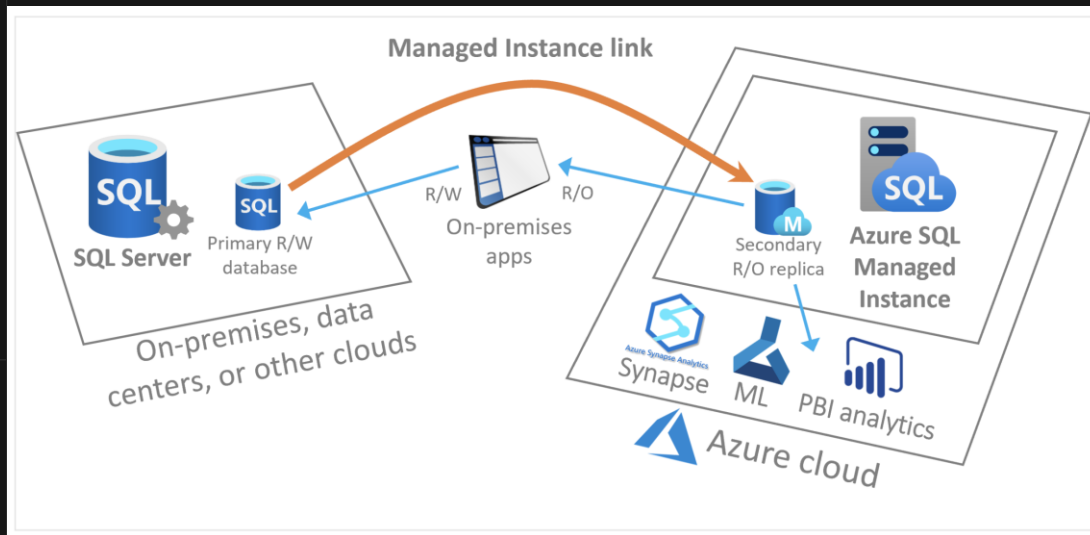 Managed Instance link
SQL
SQL Server
SQL
Primary R/W
database
R/W
R/O
On-premises
apps
M
Secondary
R/O replica
SQL
Azure SQL
Managed
Instance
On-premises, data
centers, or other clouds
Azure Synapse Analytics
Synapse
ML
PBI analytics
Azure cloud